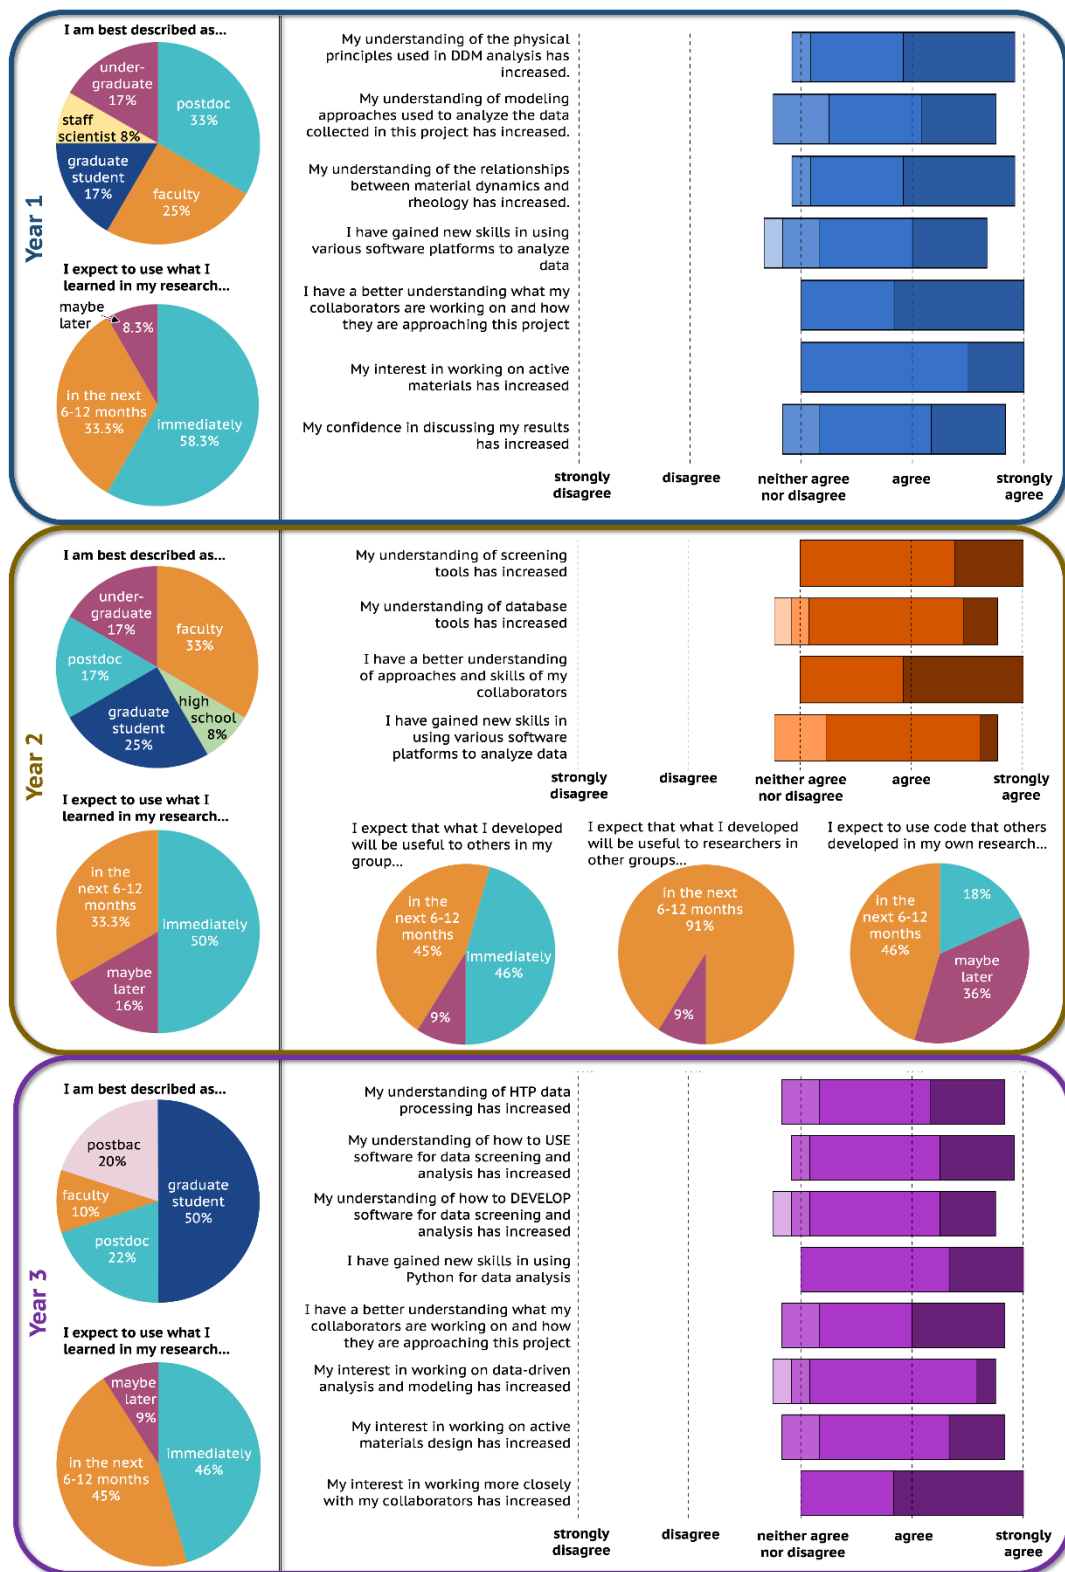 Year 1
I am best described as...
under-
graduate
17%
postdoc
33%
staff
scientist 8%
graduate
student
17%
faculty
25%
I expect to use what I
learned in my research...
maybe
later
8.3%
in the next
6-12 months
33.3%
immediately
58.3%
My understanding of the physical
principles used in DDM analysis has
increased.
My understanding of modeling
approaches used to analyze the data
collected in this project has increased.
My understanding of the relationships
between material dynamics and
rheology has increased.
I have gained new skills in using
various software platforms to analyze
data
I have a better understanding what my
collaborators are working on and how
they are approaching this project
My interest in working on active
materials has increased
My confidence in discussing my results
has increased
strongly
disagree
disagree
neither agree
nor disagree
agree
strongly
agree
Year 2
I am best described as...
under-
graduate
17%
faculty
33%
postdoc
17%
high
school
8%
graduate
student
25%
I expect to use what I
learned in my research...
in the
next 6-12
months
33.3%
immediately
50%
maybe
later
16%
My understanding of screening
tools has increased
My understanding of database
tools has increased
I have a better understanding
of approaches and skills of my
collaborators
I have gained new skills in
using various software
platforms to analyze data
strongly
disagree
disagree
neither agree
nor disagree
agree
strongly
agree
I expect that what I developed
will be useful to others in my
group...
in the
next 6-12
months
45%
immediately
46%
9%
I expect that what I developed
will be useful to researchers in
other groups...
in the next
6-12 months
91%
9%
I expect to use code that others
developed in my own research...
18%
in the
next 6-12
months
46%
maybe
later
36%
Year 3
I am best described as...
postbac
20%
graduate
student
50%
faculty
10%
postdoc
22%
I expect to use what I
learned in my research...
maybe
later
9%
immediately
46%
in the next
6-12 months
45%
My understanding of HTP data
processing has increased
My understanding of how to USE
software for data screening and
analysis has increased
My understanding of how to DEVELOP
software for data screening and
analysis has increased
I have gained new skills in using
Python for data analysis
I have a better understanding what my
collaborators are working on and how
they are approaching this project
My interest in working on data-driven
analysis and modeling has increased
My interest in working on active
materials design has increased
My interest in working more closely
with my collaborators has increased
strongly
disagree
disagree
neither agree
nor disagree
agree
strongly
agree